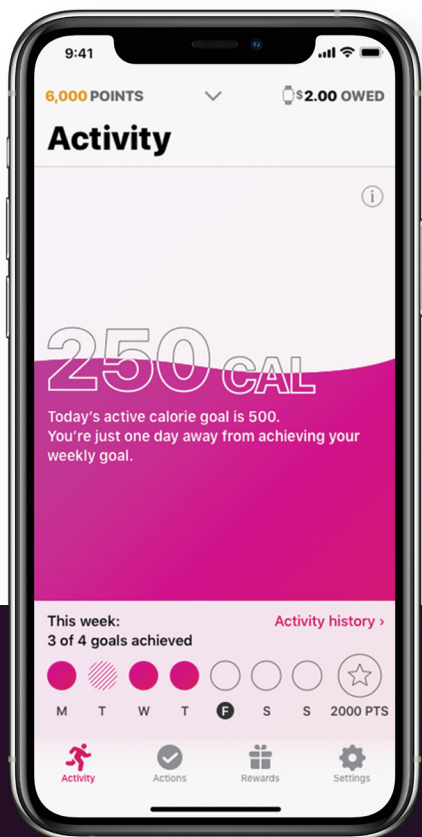 9:41
6,000 POINTS
$2.00 OWED
Activity
i
250 CAL
Today's active calorie goal is 500.
You're just one day away from achieving your
weekly goal.
This week:
Activity history ›
3 of 4 goals achieved
M T W T F S S 2000 PTS
Activity Actions Rewards Settings